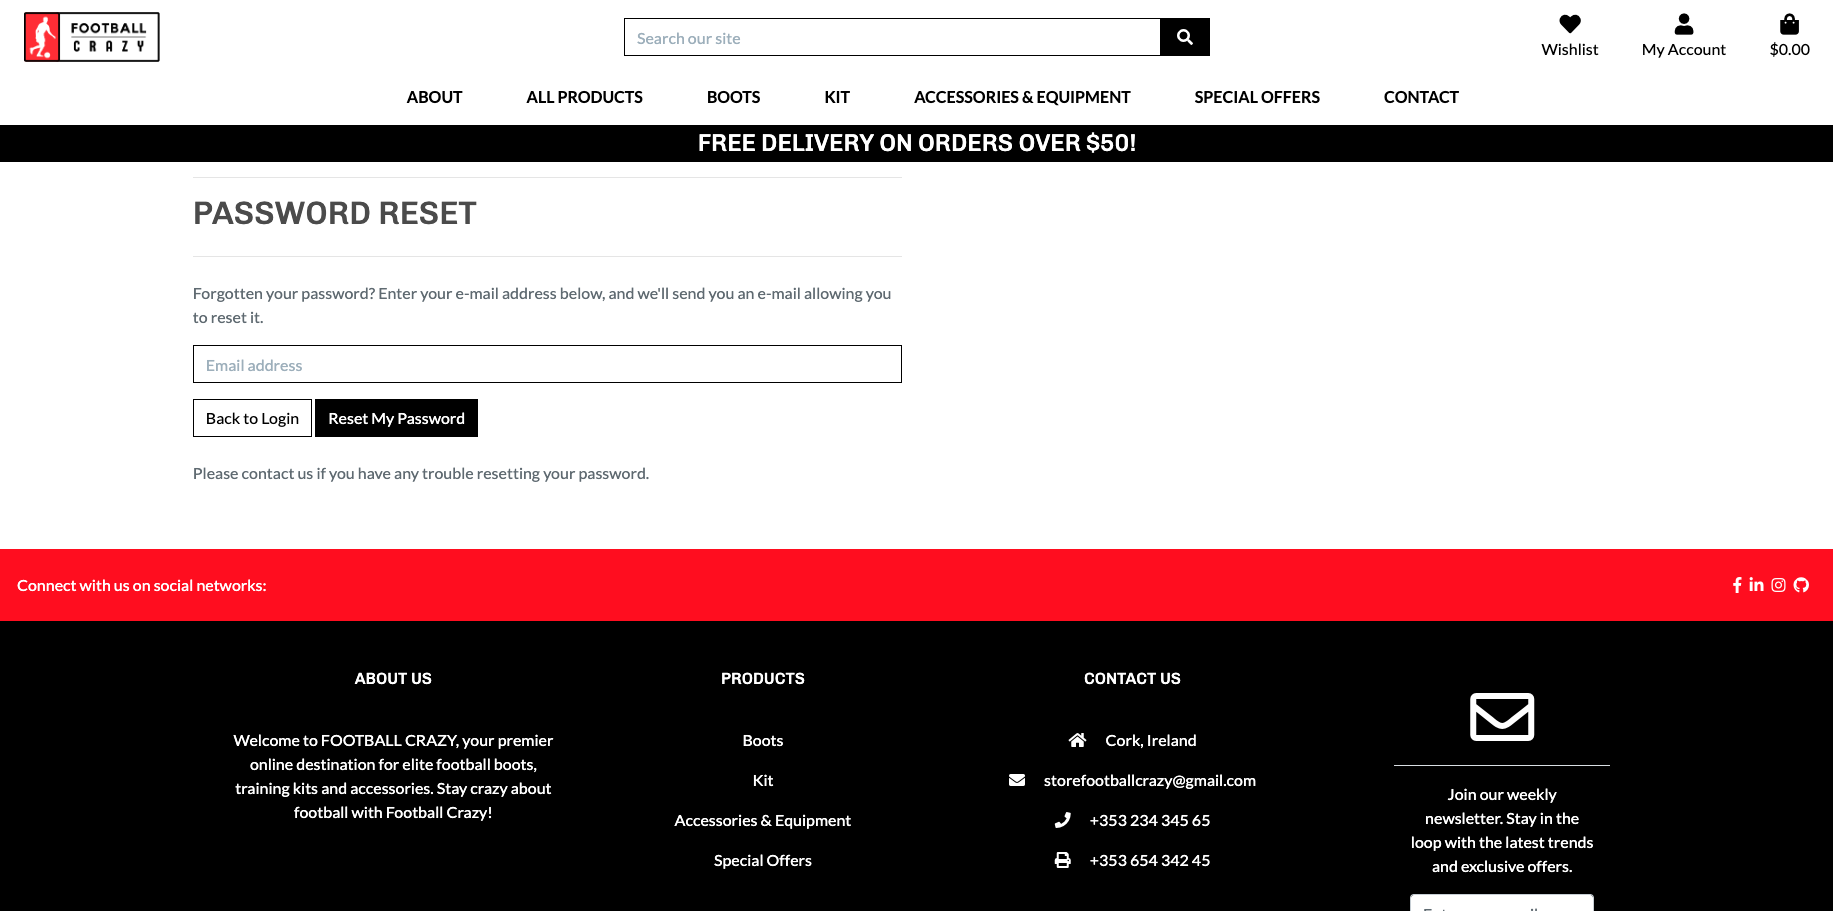 FOOTBALL
CRAZY
Search our site
Wishlist
My Account
$0.00
ABOUT
ALL PRODUCTS
BOOTS
KIT
ACCESSORIES & EQUIPMENT
SPECIAL OFFERS
CONTACT
FREE DELIVERY ON ORDERS OVER $50!
PASSWORD RESET
Forgotten your password? Enter your e-mail address below, and we'll send you an e-mail allowing you
to reset it.
Email address
Back to Login
Reset My Password
Please contact us if you have any trouble resetting your password.
Connect with us on social networks:
ABOUT US
Welcome to FOOTBALL CRAZY, your premier
online destination for elite football boots,
training kits and accessories. Stay crazy about
football with Football Crazy!
PRODUCTS
Boots
Kit
Accessories & Equipment
Special Offers
CONTACT US
Cork, Ireland
storefootballcrazy@gmail.com
+353 234 345 65
+353 654 342 45
Join our weekly
newsletter. Stay in the
loop with the latest trends
and exclusive offers.